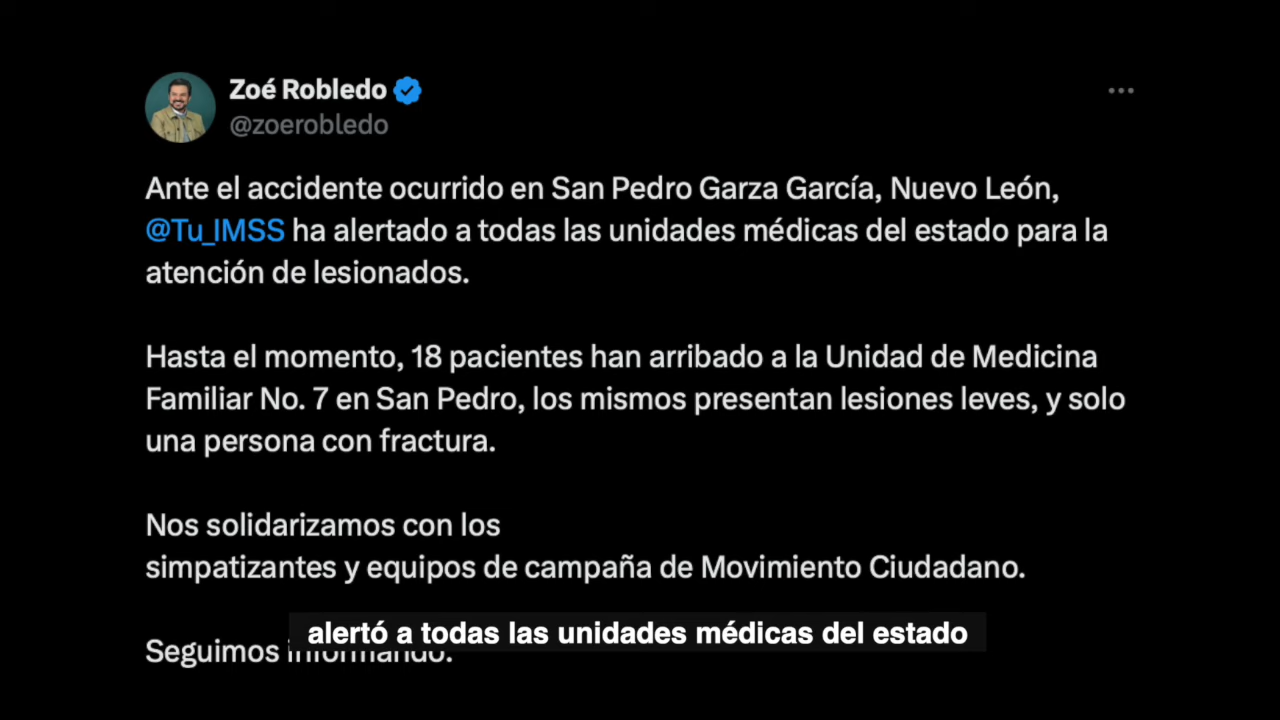 Zoé Robledo
@zoerobledo
Ante el accidente ocurrido en San Pedro Garza García, Nuevo León,
@Tu_IMSS ha alertado a todas las unidades médicas del estado para la
atención de lesionados.
Hasta el momento, 18 pacientes han arribado a la Unidad de Medicina
Familiar No. 7 en San Pedro, los mismos presentan lesiones leves, y solo
una persona con fractura.
Nos solidarizamos con los
simpatizantes y equipos de campaña de Movimiento Ciudadano.
alertó a todas las unidades médicas del estado
Seguimos informando.